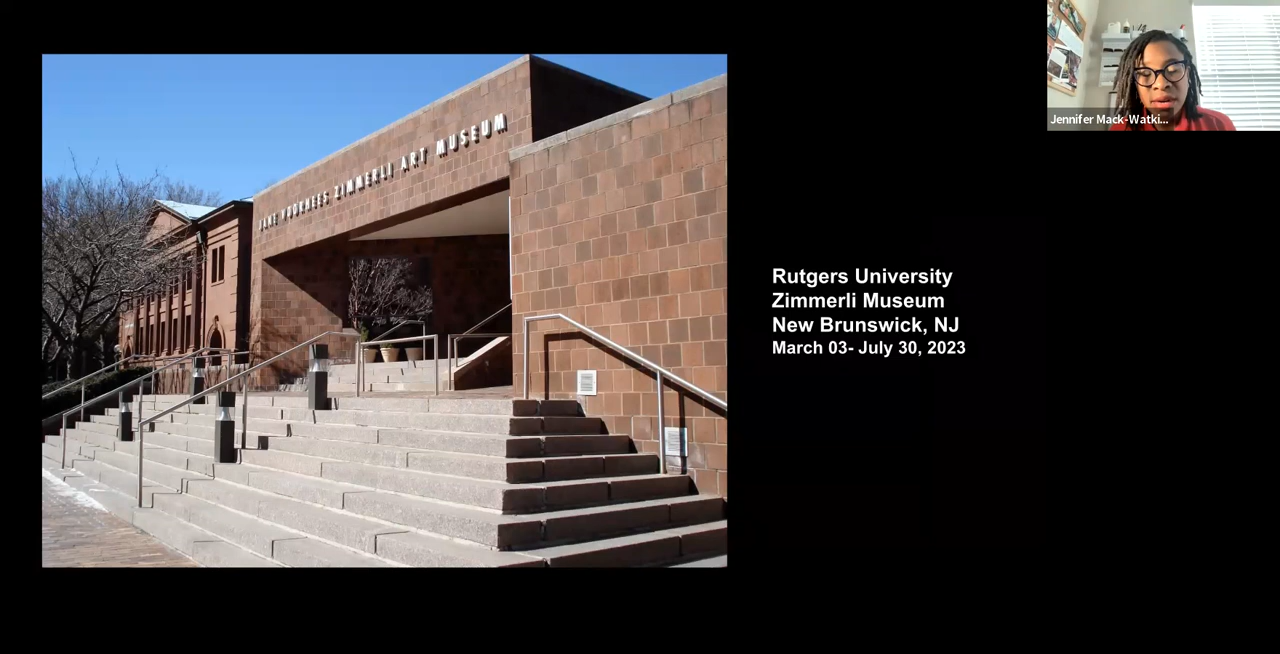 JANE VOORHEES ZIMMERLI ART MUSEUM
Rutgers University
Zimmerli Museum
New Brunswick, NJ
March 03- July 30, 2023
Jennifer Mack-Watki...